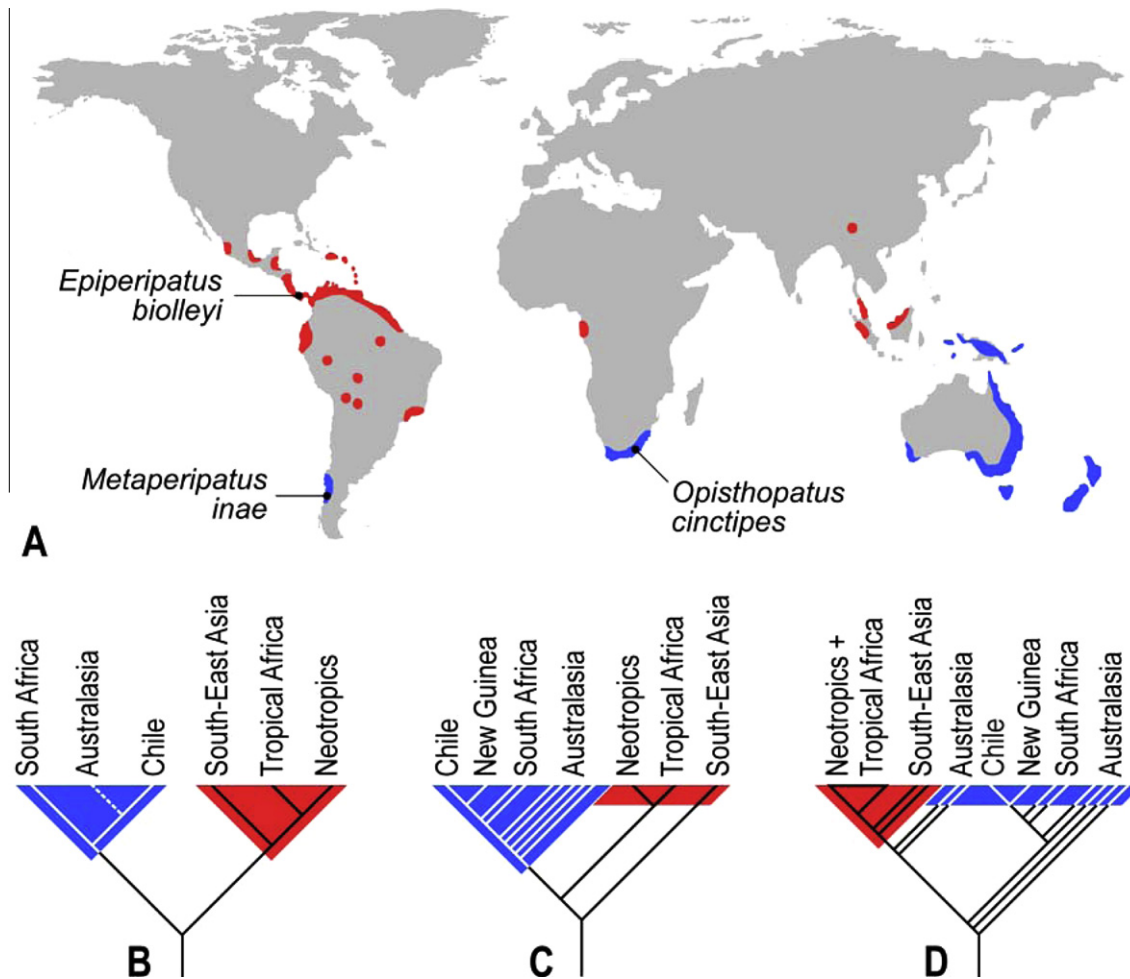 Epiperipatus
biolleyi
Metaperipatus
inae
Opisthopatus
cinctipes
A
South Africa
Australasia
Chile
South-East Asia
Tropical Africa
Neotropics
B
Chile
New Guinea
South Africa
Australasia
Neotropics
Tropical Africa
South-East Asia
C
Neotropics +
Tropical Africa
South-East Asia
Australasia
Chile
New Guinea
South Africa
Australasia
D